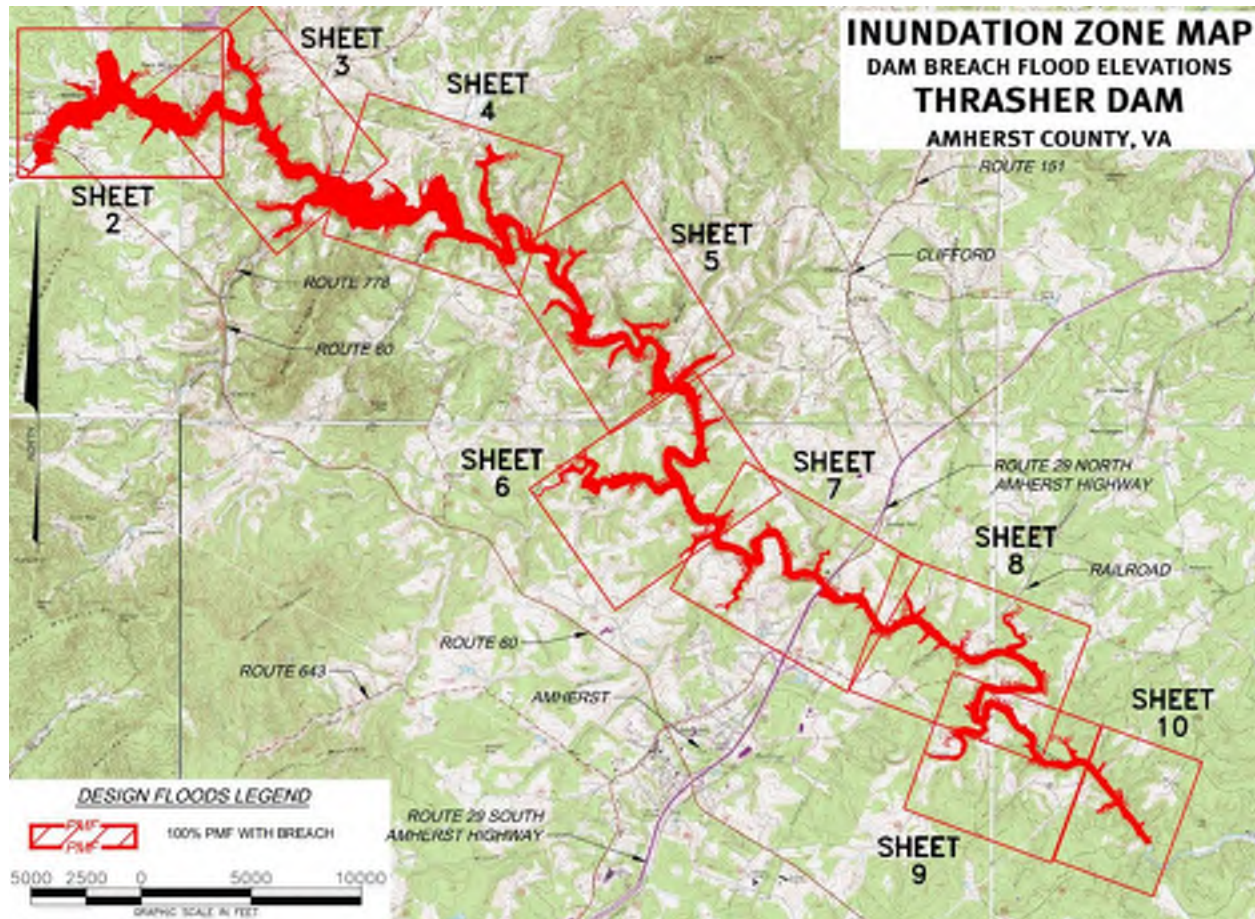 INUNDATION ZONE MAP
DAM BREACH FLOOD ELEVATIONS
THRASHER DAM
AMHERST COUNTY, VA
SHEET
3
SHEET
4
SHEET
2
ROUTE 151
SHEET
5
CLIFFORD
ROUTE 778
ROUTE 60
NORTH
SHEET
6
SHEET
7
ROUTE 29 NORTH
AMHERST HIGHWAY
SHEET
8
RAILROAD
ROUTE 60
ROUTE 643
AMHERST
SHEET
10
ROUTE 29 SOUTH
AMHERST HIGHWAY
SHEET
9
DESIGN FLOODS LEGEND
PMF
PMF
100% PMF WITH BREACH
5000 2500 0 5000 10000
GRAPHIC SCALE IN FEET